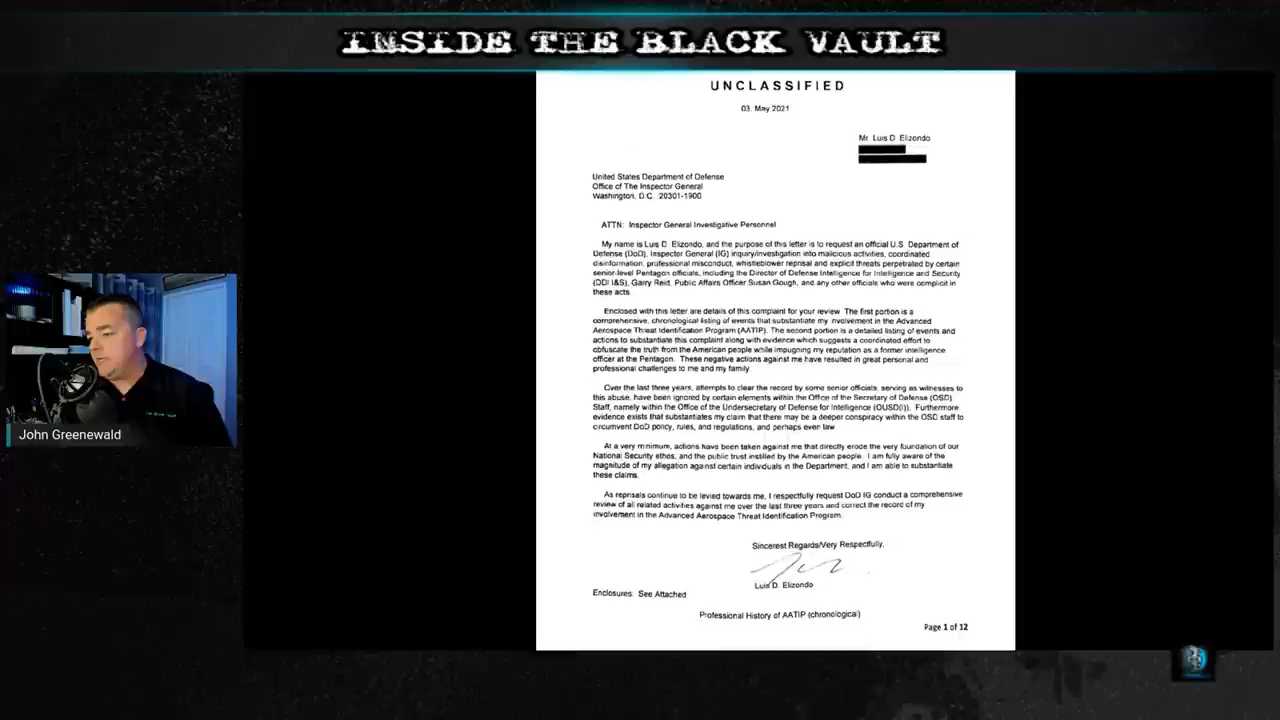 INSIDE THE BLACK VAULT
UNCLASSIFIED
03, May 2021
Mr. Luis D. Elizondo
United States Department of Defense
Office of The Inspector General
Washington, D.C. 20301-1900
ATTN: Inspector General Investigative Personnel
My name is Luis D. Elizondo, and the purpose of this letter is to request an official U.S. Department of
Defense (DoD), Inspector General (IG) inquiry/investigation into malicious activities, coordinated
disinformation, professional misconduct, whistleblower reprisal and explicit threats perpetrated by certain
senior-level Pentagon officials, including the Director of Defense Intelligence for Intelligence and Security
(DDI I&S), Garry Reid, Public Affairs Officer Susan Gough, and any other officials who were complicit in
these acts.
Enclosed with this letter are details of this complaint for your review. The first portion is a
comprehensive, chronological listing of events that substantiate my involvement in the Advanced
Aerospace Threat Identification Program (AATIP). The second portion is a detailed listing of events and
actions to substantiate this complaint along with evidence which suggests a coordinated effort to
obfuscate the truth from the American people while impugning my reputation as a former intelligence
officer at the Pentagon. These negative actions against me have resulted in great personal and
professional challenges to me and my family.
Over the last three years, attempts to clear the record by some senior officials, serving as witnesses to
this abuse, have been ignored by certain elements within the Office of the Secretary of Defense (OSD)
Staff, namely within the Office of the Undersecretary of Defense for Intelligence (OUSD(I)). Furthermore
evidence exists that substantiates my claim that there may be a deeper conspiracy within the OSD staff to
circumvent DoD policy, rules, and regulations, and perhaps even law.
At a very minimum, actions have been taken against me that directly erode the very foundation of our
National Security ethos, and the public trust instilled by the American people. I am fully aware of the
magnitude of my allegation against certain individuals in the Department, and I am able to substantiate
these claims.
As reprisals continue to be levied towards me, I respectfully request DoD IG conduct a comprehensive
review of all related activities against me over the last three years and correct the record of my
involvement in the Advanced Aerospace Threat Identification Program.
Sincerest Regards/Very Respectfully,
Luis D. Elizondo
Enclosures: See Attached
Professional History of AATIP (chronological)
Page 1 of 12
John Greenewald